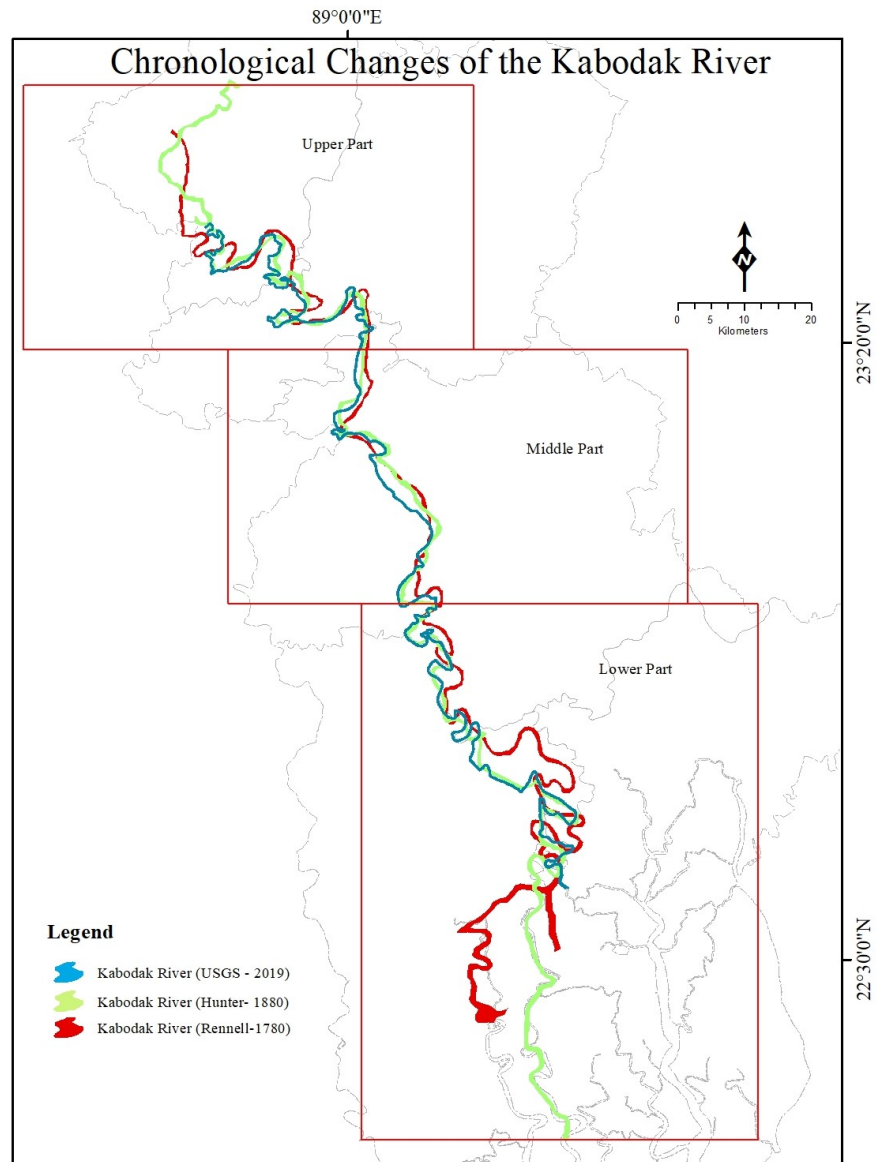 89°0'0"E
Chronological Changes of the Kabodak River
Upper Part
N
0 5 10 20
Kilometers
23°20'0"N
Middle Part
Lower Part
22°30'0"N
Legend
Kabodak River (USGS - 2019)
Kabodak River (Hunter- 1880)
Kabodak River (Rennell-1780)